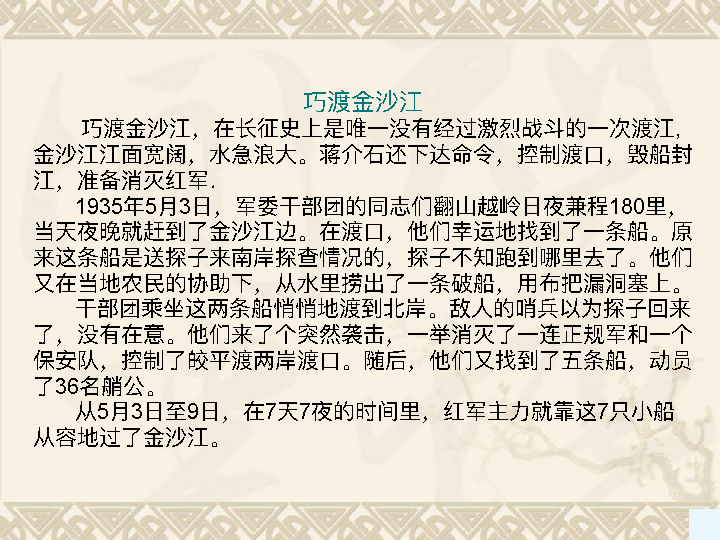 巧渡金沙江
巧渡金沙江，在长征史上是唯一没有经过激烈战斗的一次渡江,
金沙江江面宽阔，水急浪大。蒋介石还下达命令，控制渡口，毁船封
江，准备消灭红军.
1935年5月3日，军委干部团的同志们翻山越岭日夜兼程180里，
当天夜晚就赶到了金沙江边。在渡口，他们幸运地找到了一条船。原
来这条船是送探子来南岸探查情况的，探子不知跑到哪里去了。他们
又在当地农民的协助下，从水里捞出了一条破船，用布把漏洞塞上。
干部团乘坐这两条船悄悄地渡到北岸。敌人的哨兵以为探子回来
了，没有在意。他们来了个突然袭击，一举消灭了一连正规军和一个
保安队，控制了皎平渡两岸渡口。随后，他们又找到了五条船，动员
了36名艄公。
从5月3日至9日，在7天7夜的时间里，红军主力就靠这7只小船
从容地过了金沙江。